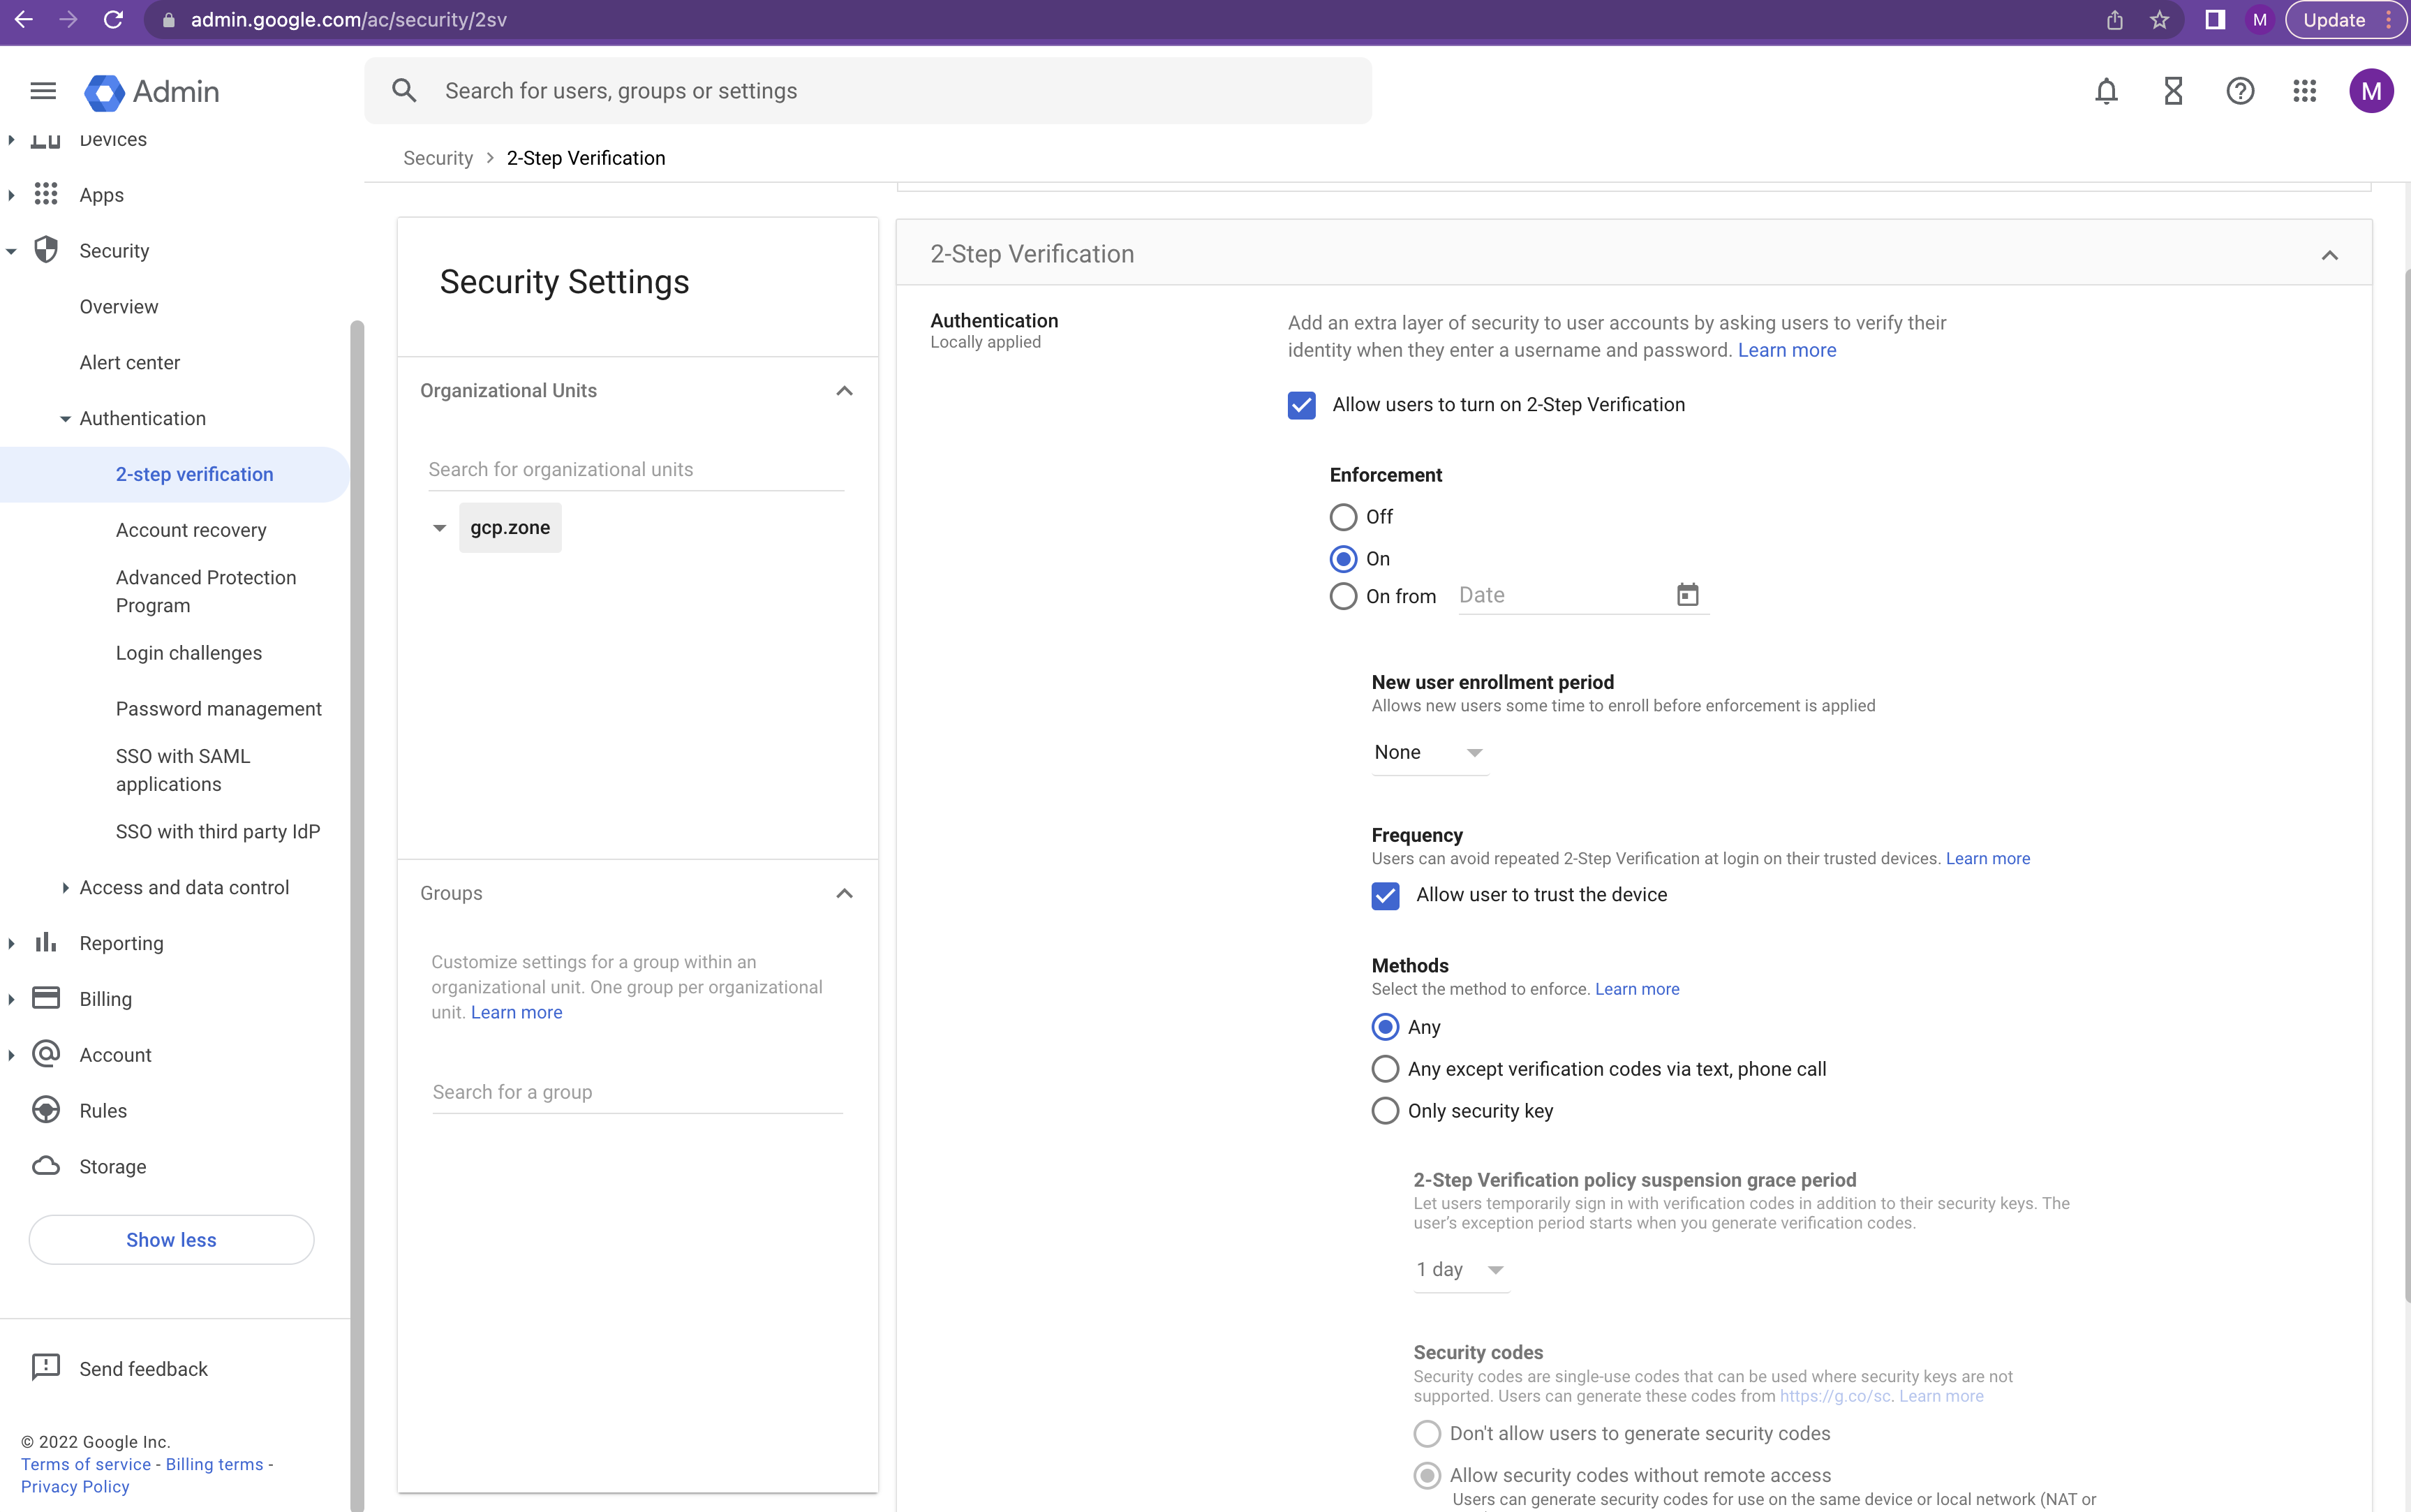 admin.google.com/ac/security/2sv
M
Update
Admin
Search for users, groups or settings
M
Devices
Apps
Security
Overview
Alert center
Authentication
2-step verification
Account recovery
Advanced Protection
Program
Login challenges
Password management
SSO with SAML
applications
SSO with third party IdP
Access and data control
Reporting
Billing
Account
Rules
Storage
Show less
Send feedback
© 2022 Google Inc.
Terms of service - Billing terms -
Privacy Policy
Security > 2-Step Verification
Security Settings
Organizational Units
Search for organizational units
gcp.zone
Groups
Customize settings for a group within an
organizational unit. One group per organizational
unit. Learn more
Search for a group
2-Step Verification
Authentication
Locally applied
Add an extra layer of security to user accounts by asking users to verify their
identity when they enter a username and password. Learn more
Allow users to turn on 2-Step Verification
Enforcement
Off
On
On from Date
New user enrollment period
Allows new users some time to enroll before enforcement is applied
None
Frequency
Users can avoid repeated 2-Step Verification at login on their trusted devices. Learn more
Allow user to trust the device
Methods
Select the method to enforce. Learn more
Any
Any except verification codes via text, phone call
Only security key
2-Step Verification policy suspension grace period
Let users temporarily sign in with verification codes in addition to their security keys. The
user's exception period starts when you generate verification codes.
1 day
Security codes
Security codes are single-use codes that can be used where security keys are not
supported. Users can generate these codes from https://g.co/sc. Learn more
Don't allow users to generate security codes
Allow security codes without remote access
Users can generate security codes for use on the same device or local network (NAT or